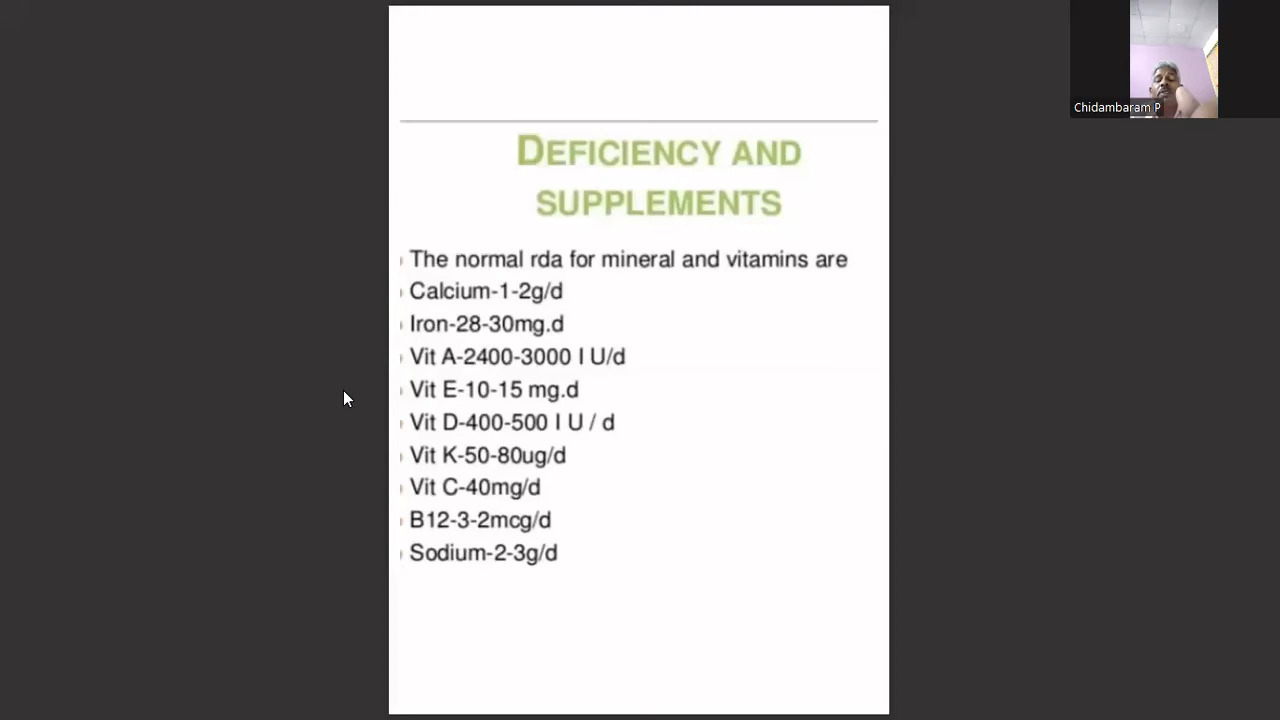 DEFICIENCY AND
SUPPLEMENTS
The normal rda for mineral and vitamins are
Calcium-1-2g/d
Iron-28-30mg.d
Vit A-2400-3000 I U/d
Vit E-10-15 mg.d
Vit D-400-500 I U / d
Vit K-50-80ug/d
Vit C-40mg/d
B12-3-2mcg/d
Sodium-2-3g/d
Chidambaram P